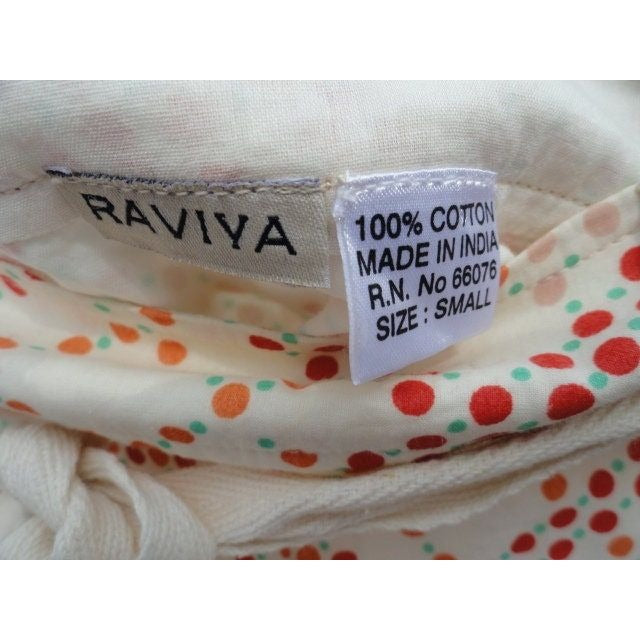 RAVIYA
100% COTTON
MADE IN INDIA
R.N. No 66076
SIZE : SMALL